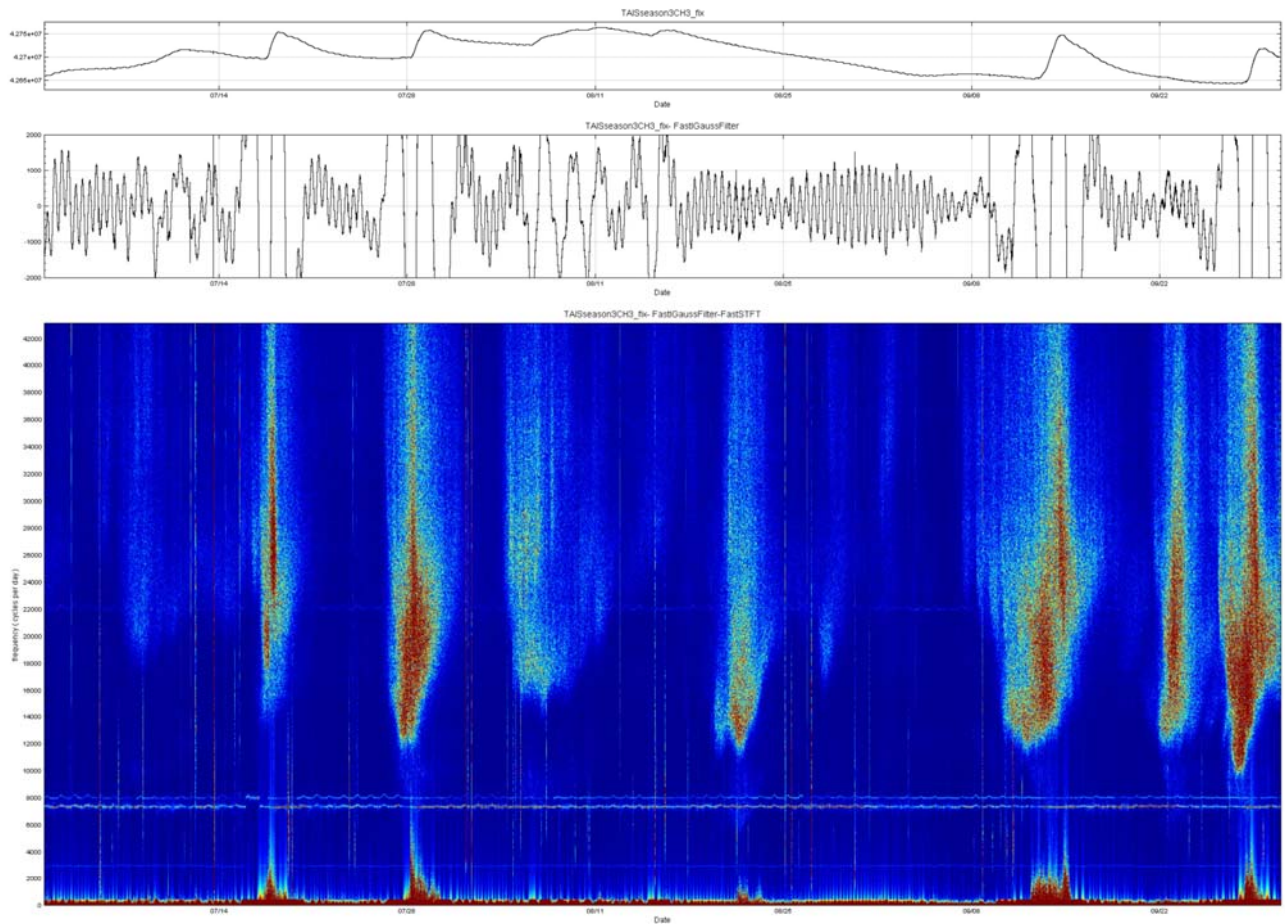 TAISseason3CH3_fix
4.275e+07
4.27e+07
4.265e+07
07/14 07/28 08/11 08/25 09/08 09/22
Date
TAISseason3CH3_fix- FastIGaussFilter
2000
1000
0
-1000
-2000
07/14 07/28 08/11 08/25 09/08 09/22
Date
TAISseason3CH3_fix- FastIGaussFilter-FastSTFT
frequency (cycles per day)
42000
40000
38000
36000
34000
32000
30000
28000
26000
24000
22000
20000
18000
16000
14000
12000
10000
8000
6000
4000
2000
0
07/14 07/28 08/11 08/25 09/08 09/22
Date